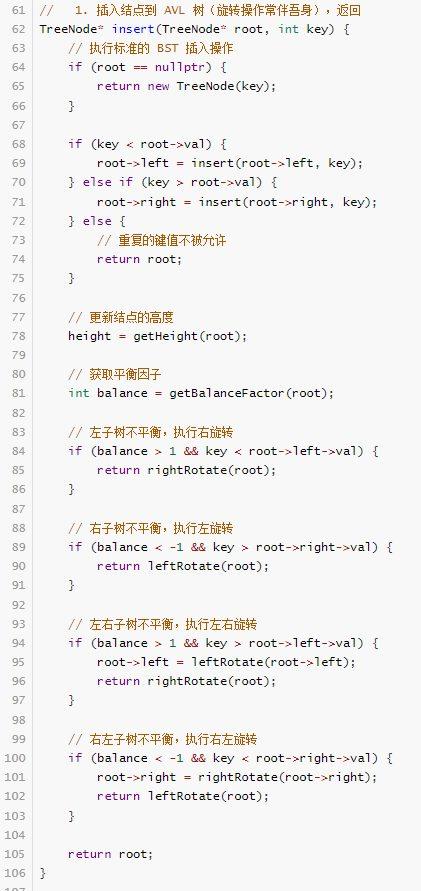 61 //   1. 插入结点到 AVL 树（旋转操作常伴吾身），返回
62 TreeNode* insert(TreeNode* root, int key) {
63     // 执行标准的 BST 插入操作
64     if (root == nullptr) {
65         return new TreeNode(key);
66     }
67
68     if (key < root->val) {
69         root->left = insert(root->left, key);
70     } else if (key > root->val) {
71         root->right = insert(root->right, key);
72     } else {
73         // 重复的键值不被允许
74         return root;
75     }
76
77     // 更新结点的高度
78     height = getHeight(root);
79
80     // 获取平衡因子
81     int balance = getBalanceFactor(root);
82
83     // 左子树不平衡，执行右旋转
84     if (balance > 1 && key < root->left->val) {
85         return rightRotate(root);
86     }
87
88     // 右子树不平衡，执行左旋转
89     if (balance < -1 && key > root->right->val) {
90         return leftRotate(root);
91     }
92
93     // 左右子树不平衡，执行左右旋转
94     if (balance > 1 && key > root->left->val) {
95         root->left = leftRotate(root->left);
96         return rightRotate(root);
97     }
98
99     // 右左子树不平衡，执行右左旋转
100     if (balance < -1 && key < root->right->val) {
101         root->right = rightRotate(root->right);
102         return leftRotate(root);
103     }
104
105     return root;
106 }